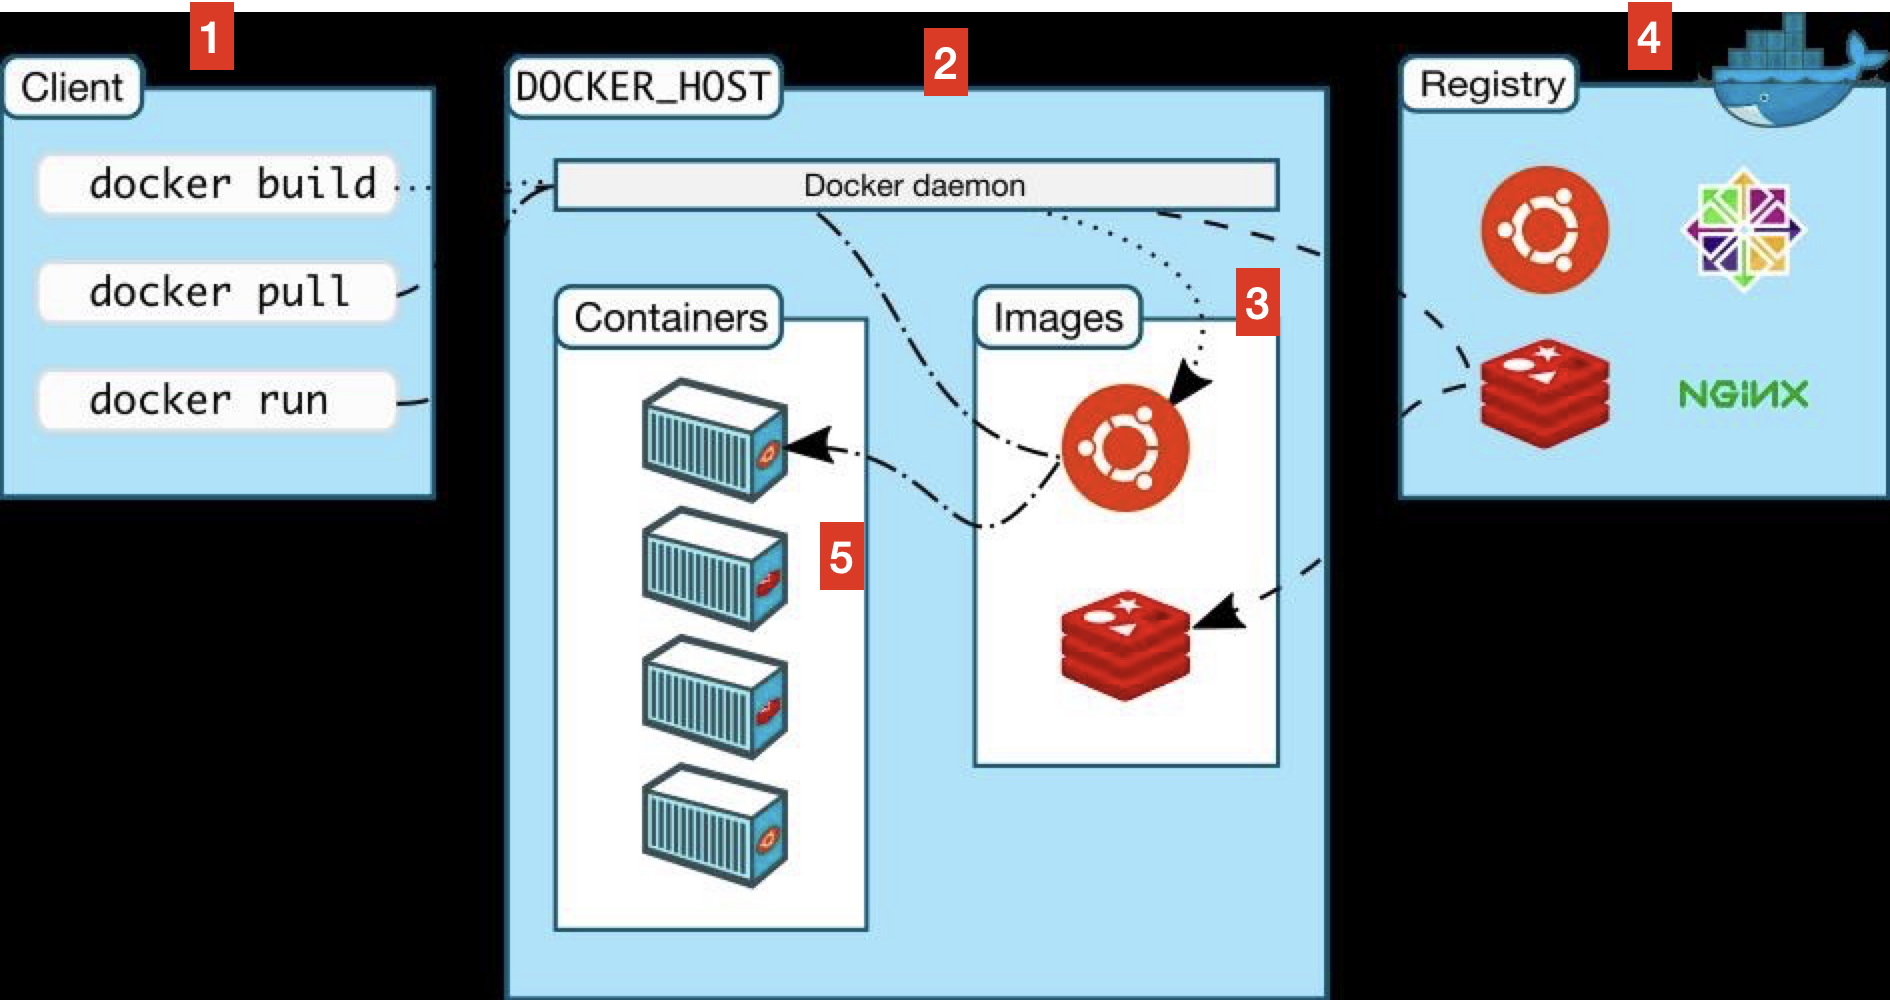 1
Client
docker build
docker pull
docker run
2
DOCKER_HOST
Docker daemon
Containers
5
3
Images
4
Registry
NGiNX